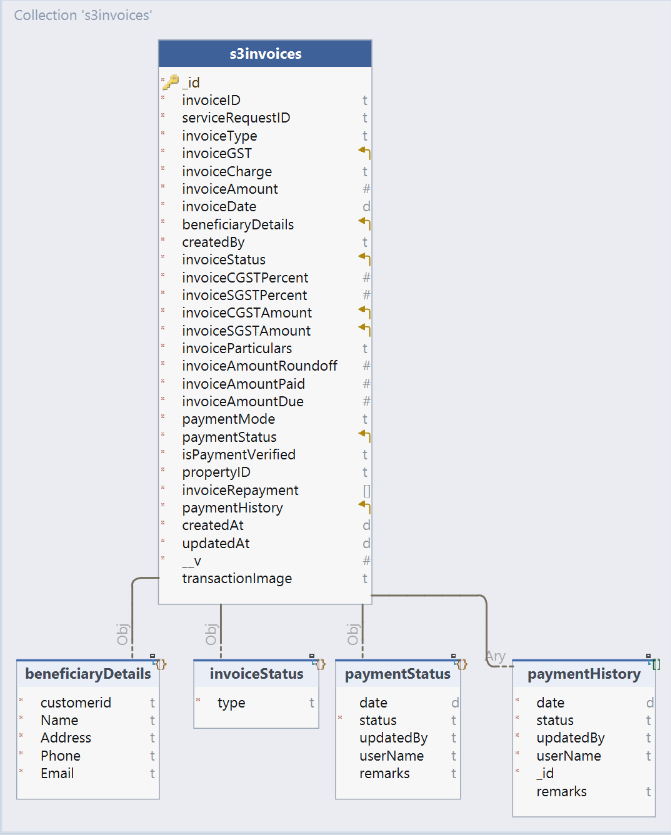 Collection 's3invoices'
s3invoices
* _id
* invoiceID t
* serviceRequestID t
* invoiceType t
* invoiceGST
* invoiceCharge t
* invoiceAmount #
* invoiceDate d
* beneficiaryDetails
* createdBy t
* invoiceStatus
* invoiceCGSTPercent #
* invoiceSGSTPercent #
* invoiceCGSTAmount
* invoiceSGSTAmount
* invoiceParticulars t
* invoiceAmountRoundoff #
* invoiceAmountPaid #
* invoiceAmountDue #
* paymentMode t
* paymentStatus
* isPaymentVerified t
* propertyID t
* invoiceRepayment []
* paymentHistory
* createdAt d
* updatedAt d
* __v #
transactionImage t
Obj
Obj
Obj
Ary
beneficiaryDetails {}
* customerid t
* Name t
* Address t
* Phone t
* Email t
invoiceStatus {}
* type t
paymentStatus {}
date d
* status t
updatedBy t
userName t
remarks t
paymentHistory []
* date d
* status t
* updatedBy t
* userName t
* _id
remarks t